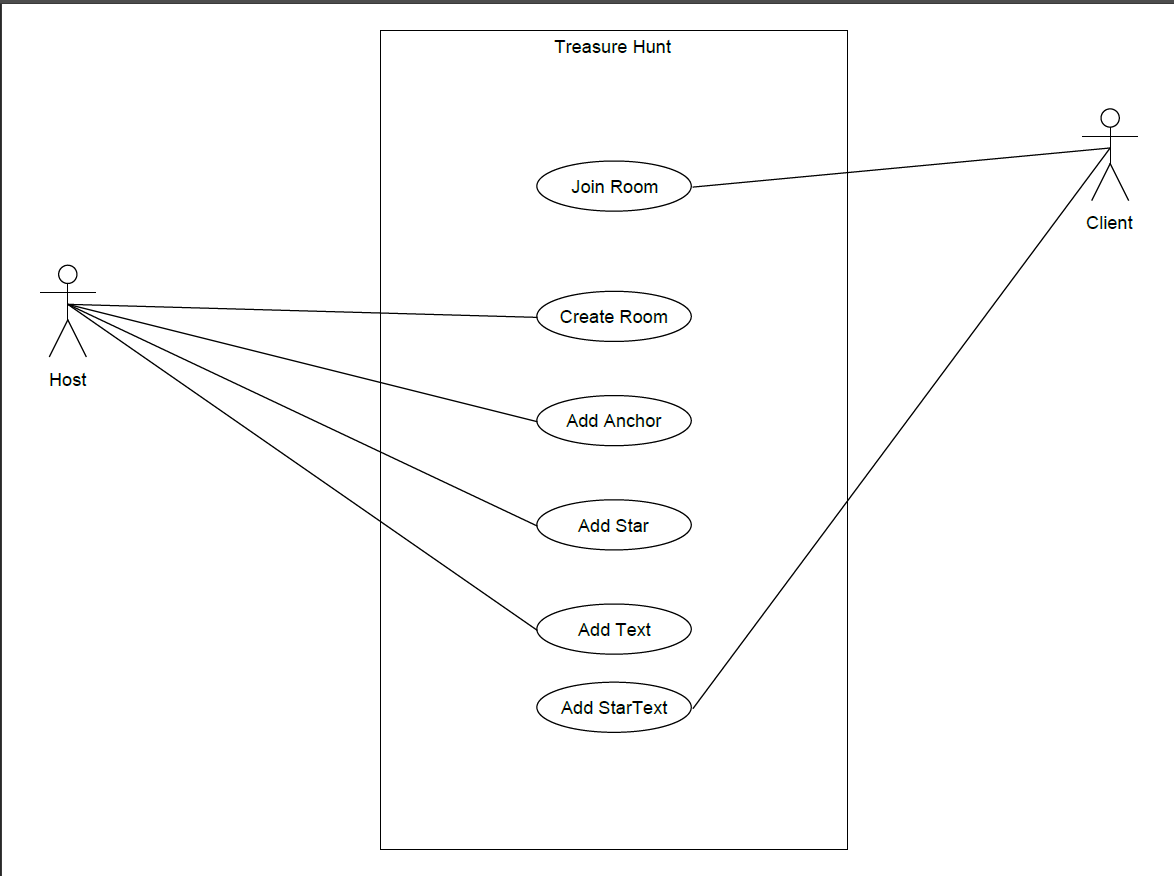 Treasure Hunt
Join Room
Client
Create Room
Host
Add Anchor
Add Star
Add Text
Add StarText